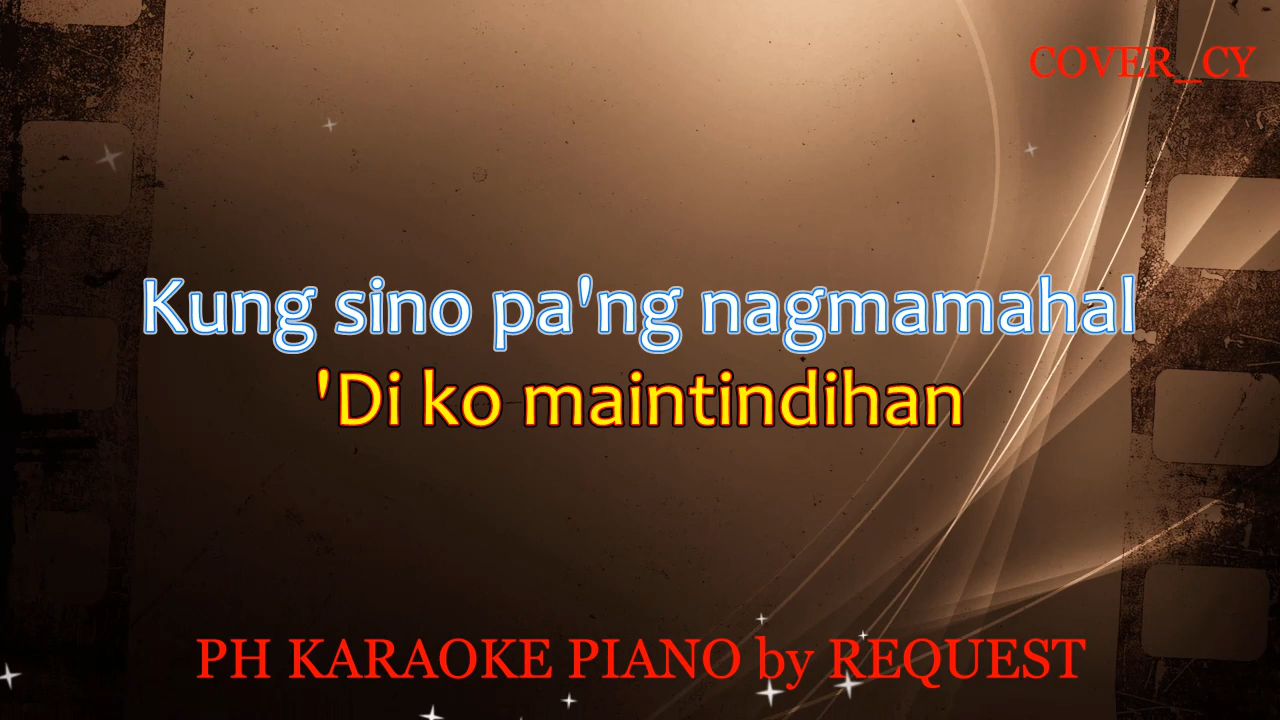 COVER_CY
Kung sino pa'ng nagmamahal
'Di ko maintindihan
PH KARAOKE PIANO by REQUEST